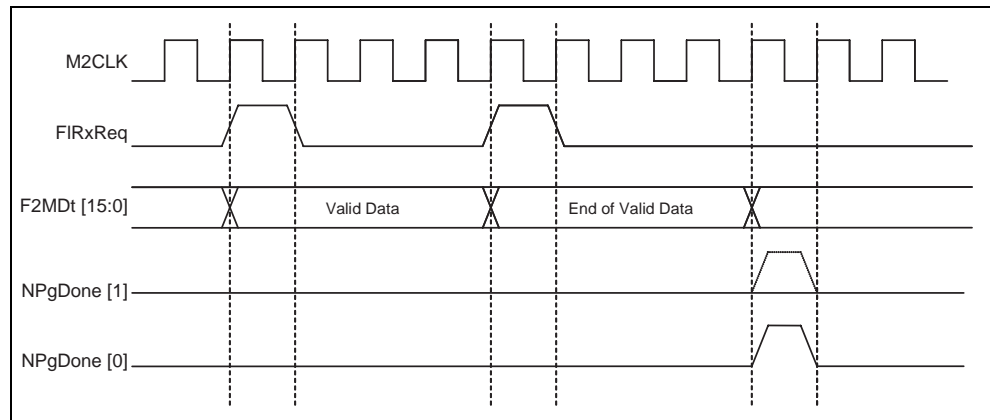 M2CLK
FIRxReq
F2MDt [15:0]
Valid Data
End of Valid Data
NPgDone [1]
NPgDone [0]